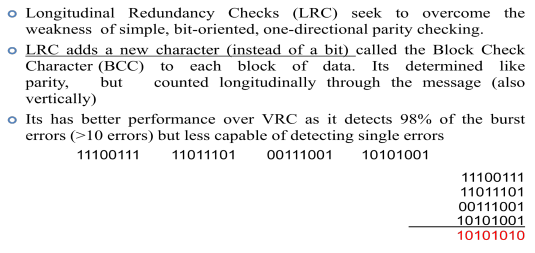 Longitudinal Redundancy Checks (LRC) seek to overcome the
weakness of simple, bit-oriented, one-directional parity checking.
LRC adds a new character (instead of a bit) called the Block Check
Character (BCC) to each block of data. Its determined like
parity, but counted longitudinally through the message (also
vertically)
Its has better performance over VRC as it detects 98% of the burst
errors (>10 errors) but less capable of detecting single errors
11100111 11011101 00111001 10101001
11100111
11011101
00111001
10101001
10101010